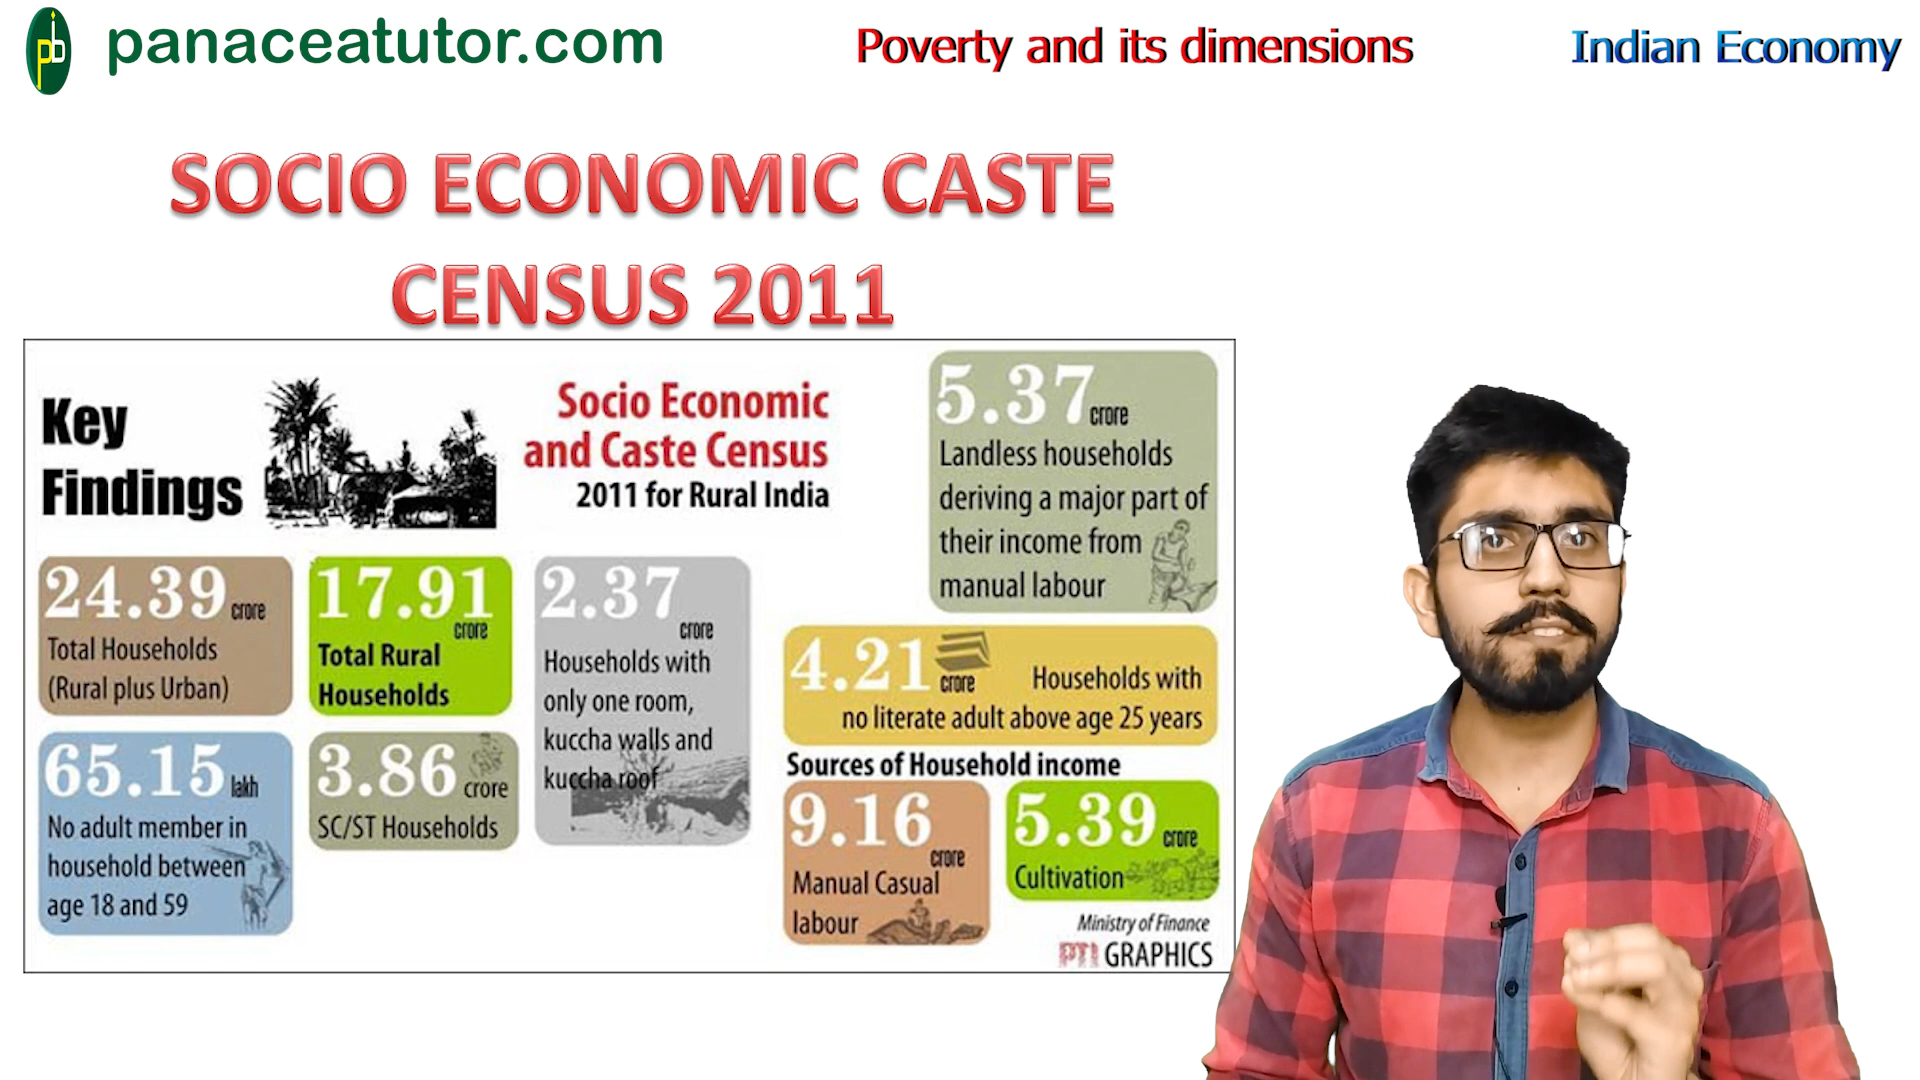 pb
panaceatutor.com
Poverty and its dimensions
Indian Economy
SOCIO ECONOMIC CASTE
CENSUS 2011
Key
Findings
Socio Economic
and Caste Census
2011 for Rural India
5.37 crore
Landless households
deriving a major part of
their income from
manual labour
24.39 crore
Total Households
(Rural plus Urban)
17.91 crore
Total Rural
Households
2.37 crore
Households with
only one room,
kuccha walls and
kuccha roof
65.15 lakh
No adult member in
household between
age 18 and 59
3.86 crore
SC/ST Households
4.21 crore
Households with
no literate adult above age 25 years
Sources of Household income
9.16 crore
Manual Casual
labour
5.39 crore
Cultivation
Ministry of Finance
PTI GRAPHICS